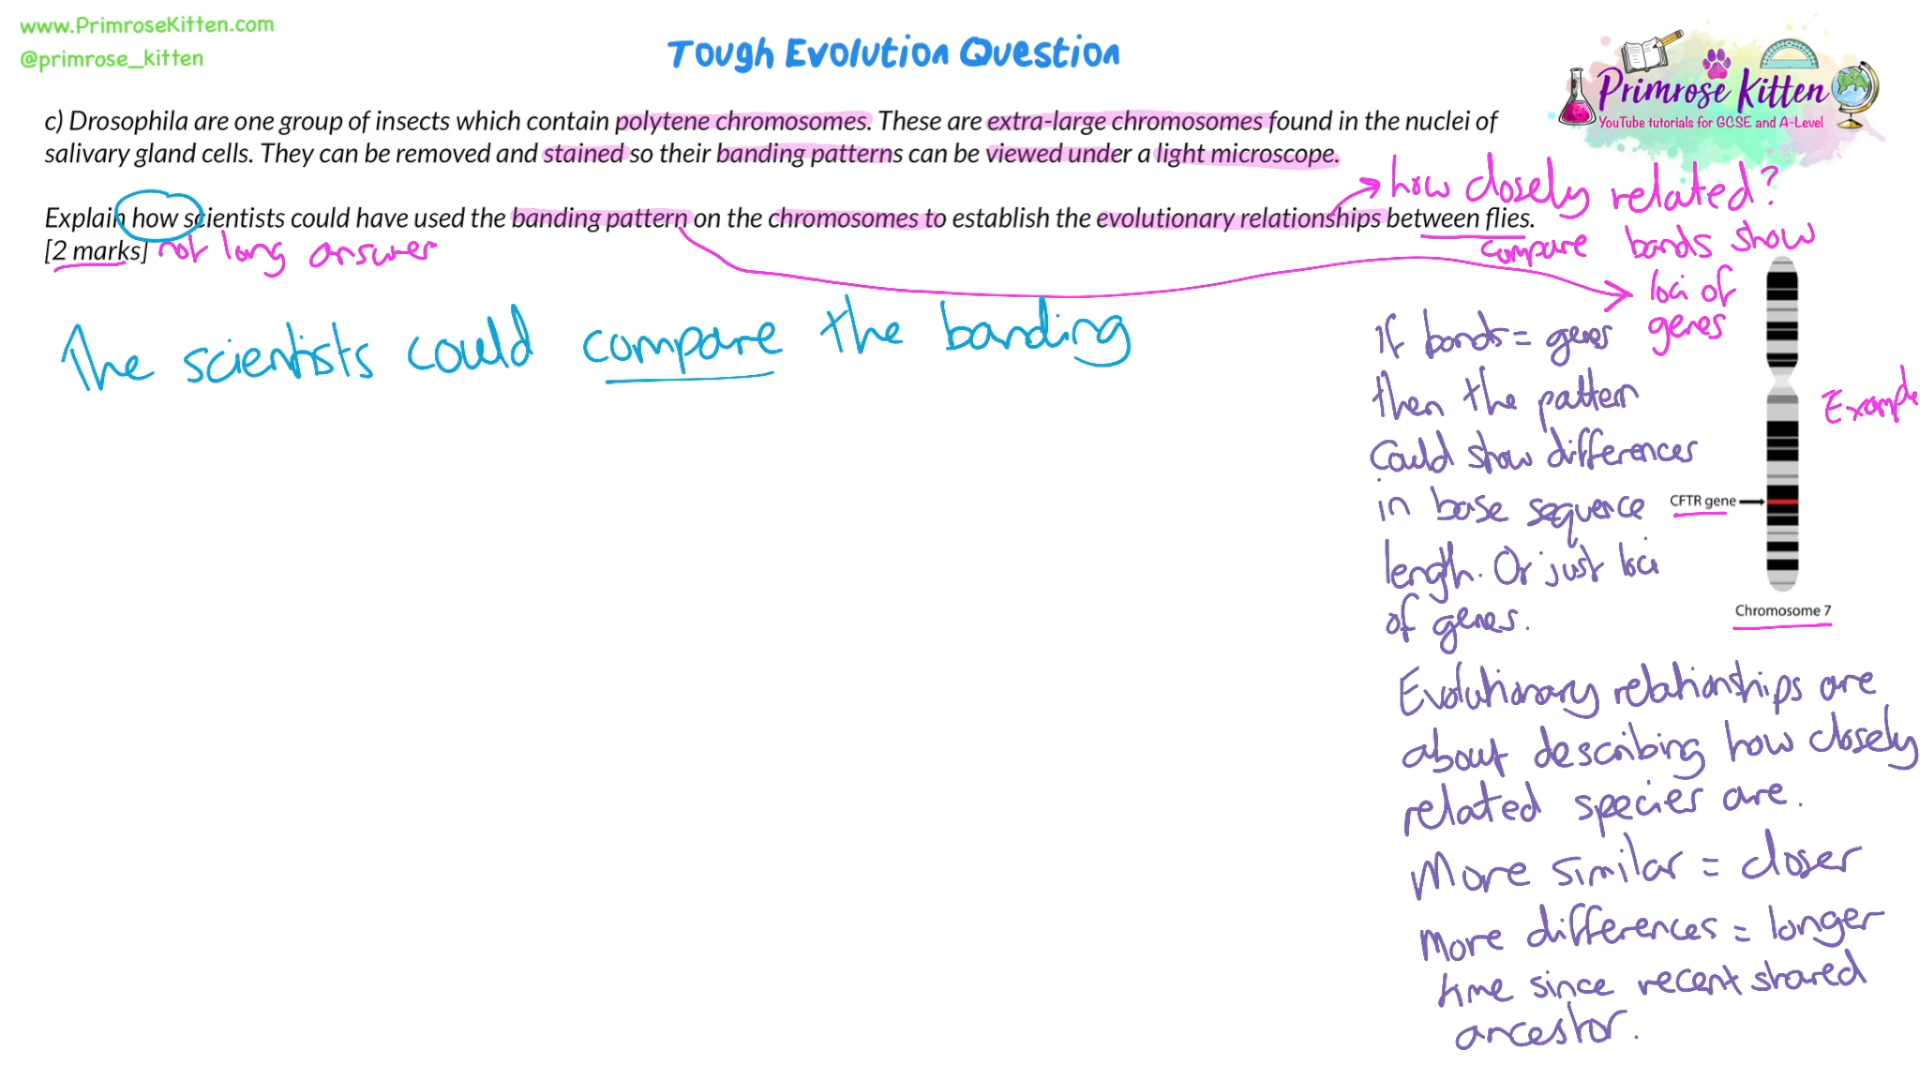 www.PrimroseKitten.com
@primrose_kitten
Tough Evolution Question
Primrose Kitten
YouTube tutorials for GCSE and A-Level
c) Drosophila are one group of insects which contain polytene chromosomes. These are extra-large chromosomes found in the nuclei of
salivary gland cells. They can be removed and stained so their banding patterns can be viewed under a light microscope.
how closely related?
Explain how scientists could have used the banding pattern on the chromosomes to establish the evolutionary relationships between flies.
[2 marks] not long answer
compare bands show
loci of
genes
The scientists could compare the banding
If bands = genes
then the pattern
Could show differences
in base sequence
length. Or just loci
of genes.
Example
CFTR gene
Chromosome 7
Evolutionary relationships are
about describing how closely
related species are.
More similar = closer
More differences = longer
time since recent shared
ancestor.